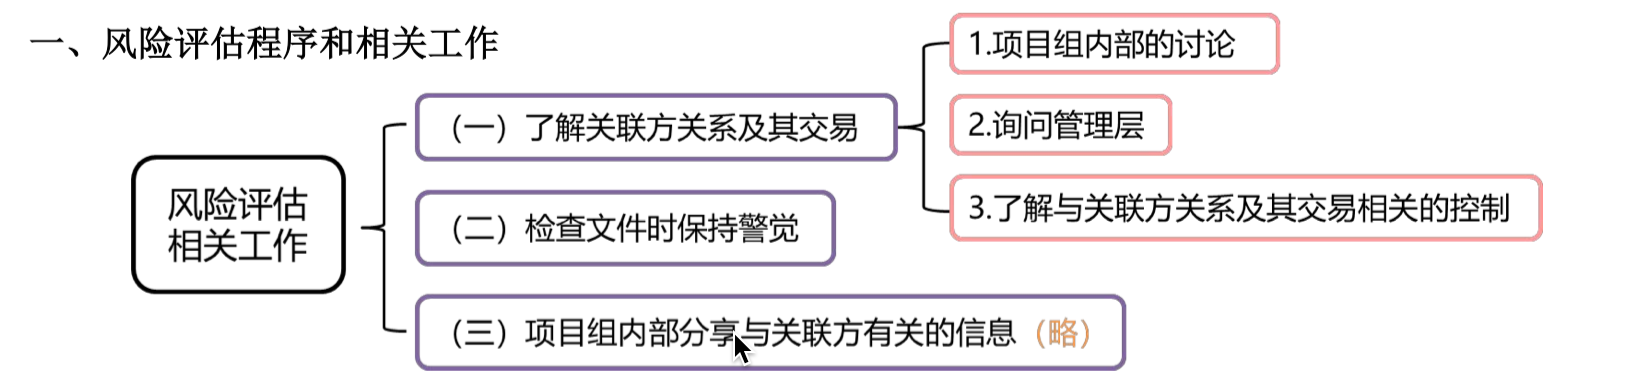 一、风险评估程序和相关工作
风险评估
相关工作
（一）了解关联方关系及其交易
1.项目组内部的讨论
2.询问管理层
3.了解与关联方关系及其交易相关的控制
（二）检查文件时保持警觉
（三）项目组内部分享与关联方有关的信息（略）